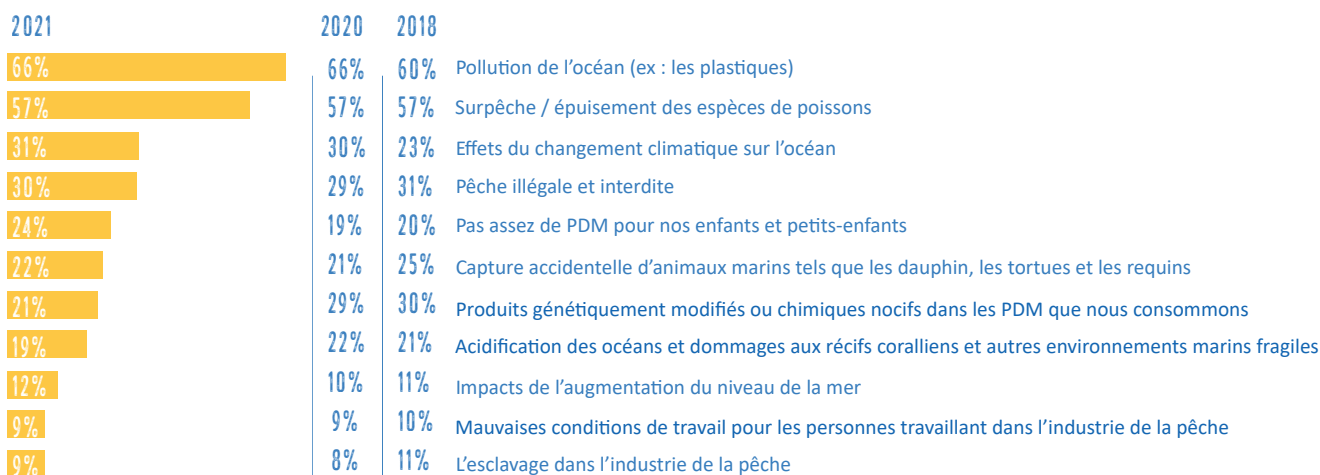 2021 2020 2018
66% 66% 60% Pollution de l'océan (ex : les plastiques)
57% 57% 57% Surpêche / épuisement des espèces de poissons
31% 30% 23% Effets du changement climatique sur l'océan
30% 29% 31% Pêche illégale et interdite
24% 19% 20% Pas assez de PDM pour nos enfants et petits-enfants
22% 21% 25% Capture accidentelle d'animaux marins tels que les dauphin, les tortues et les requins
21% 29% 30% Produits génétiquement modifiés ou chimiques nocifs dans les PDM que nous consommons
19% 22% 21% Acidification des océans et dommages aux récifs coralliens et autres environnements marins fragiles
12% 10% 11% Impacts de l'augmentation du niveau de la mer
9% 9% 10% Mauvaises conditions de travail pour les personnes travaillant dans l'industrie de la pêche
9% 8% 11% L'esclavage dans l'industrie de la pêche